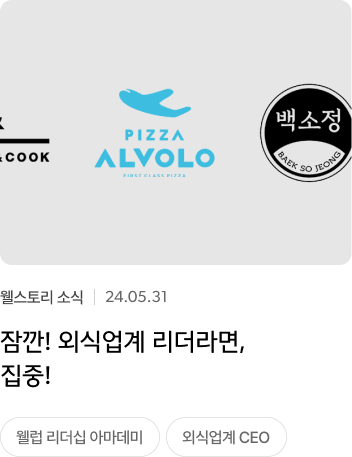 &COOK
PIZZA
ALVOLO
FIRST CLASS PIZZA
백소정
BAEK SO JEONG
웰스토리 소식 | 24.05.31
잠깐! 외식업계 리더라면,
집중!
웰럽 리더십 아마데미
외식업계 CEO